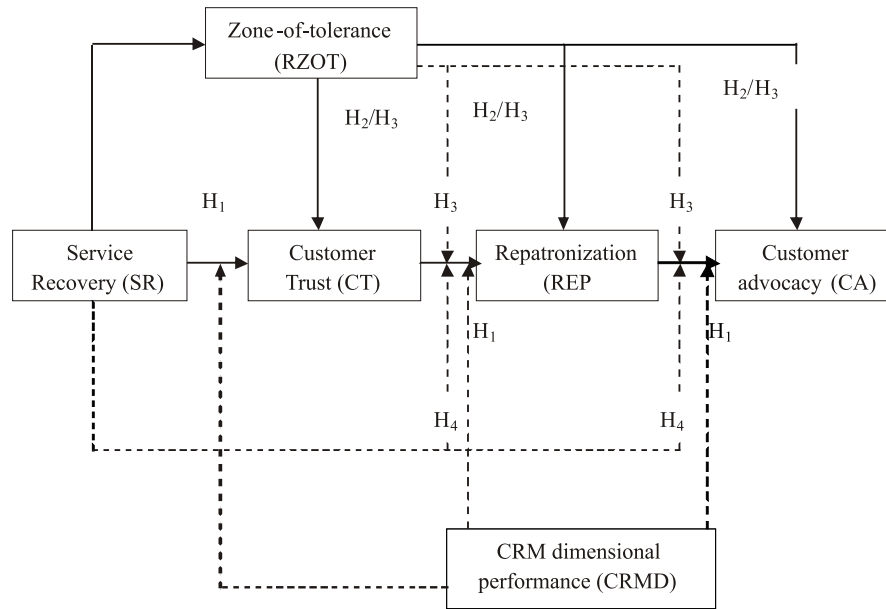 Zone-of-tolerance
(RZOT)
H2/H3
H2/H3
H2/H3
H1
H3
H3
Service
Recovery (SR)
Customer
Trust (CT)
Repatronization
(REP
Customer
advocacy (CA)
H1
H1
H4
H4
CRM dimensional
performance (CRMD)